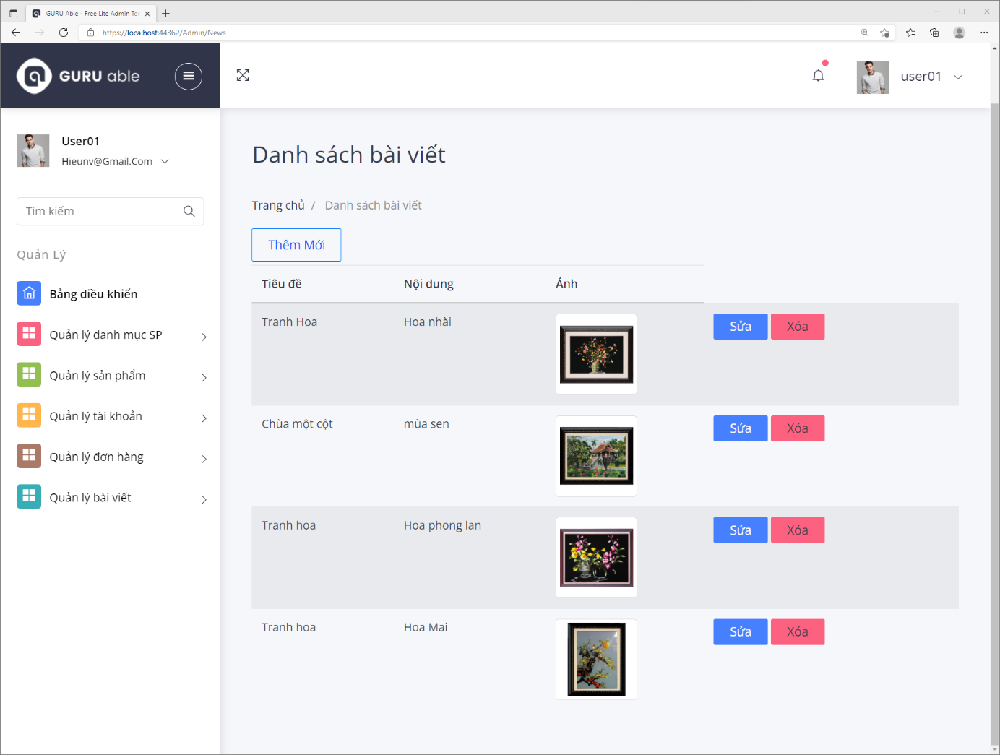 GURU Able - Free Lite Admin Ter
https://localhost:44362/Admin/News
GURU able
user01
User01
Hieunv@Gmail.Com
Tìm kiếm
Quản Lý
Bảng diều khiển
Quản lý danh mục SP
Quản lý sản phẩm
Quản lý tài khoản
Quản lý đơn hàng
Quản lý bài viết
Danh sách bài viết
Trang chủ / Danh sách bài viết
Thêm Mới
Tiêu đề Nội dung Ảnh
Tranh Hoa Hoa nhài Sửa Xóa
Chùa một cột mùa sen Sửa Xóa
Tranh hoa Hoa phong lan Sửa Xóa
Tranh hoa Hoa Mai Sửa Xóa